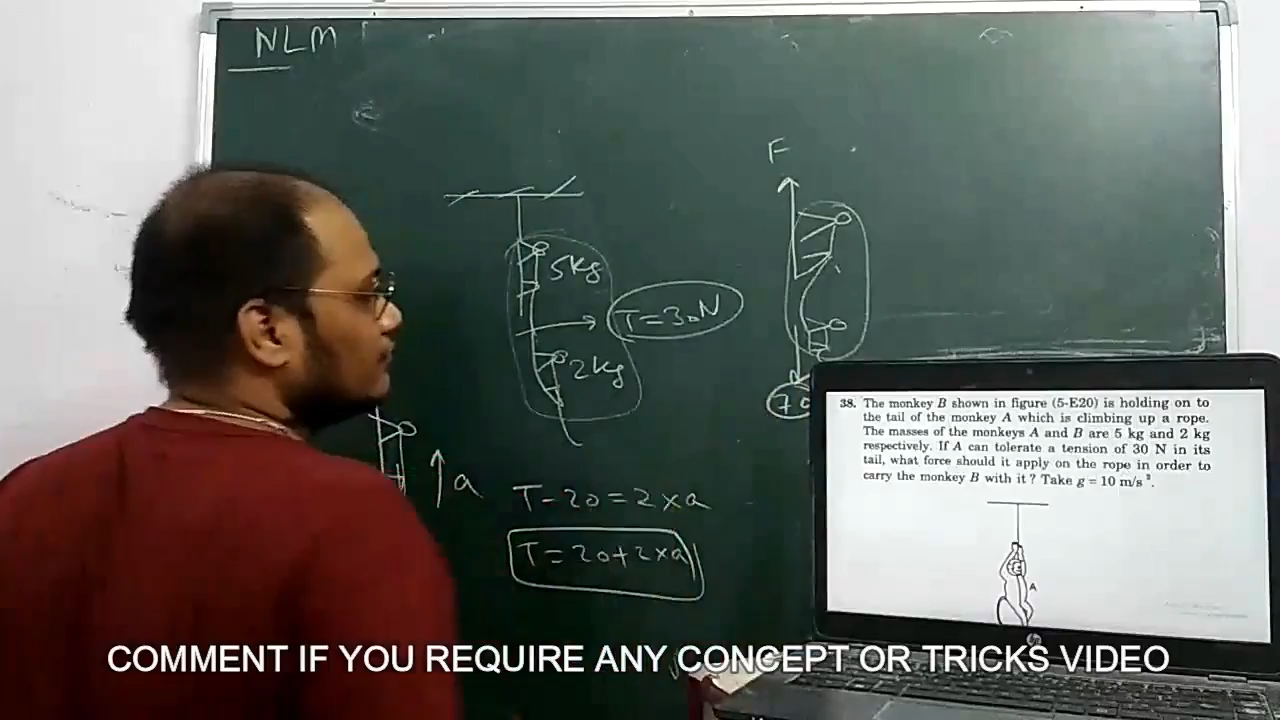 NLM
F
5kg
T=30N
2kg
70
a
T-20=2xa
T=20+2xa
38. The monkey B shown in figure (5-E20) is holding on to
the tail of the monkey A which is climbing up a rope.
The masses of the monkeys A and B are 5 kg and 2 kg
respectively. If A can tolerate a tension of 30 N in its
tail, what force should it apply on the rope in order to
carry the monkey B with it ? Take g = 10 m/s ².
A
hp
COMMENT IF YOU REQUIRE ANY CONCEPT OR TRICKS VIDEO